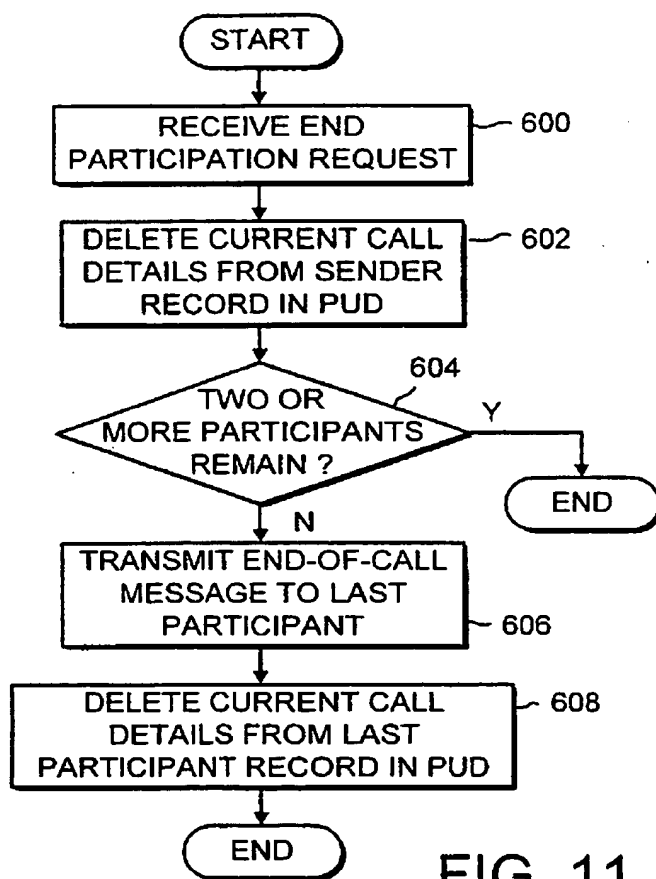 START
RECEIVE END
PARTICIPATION REQUEST
600
DELETE CURRENT CALL
DETAILS FROM SENDER
RECORD IN PUD
602
604
TWO OR
MORE PARTICIPANTS
REMAIN ?
Y
END
N
TRANSMIT END-OF-CALL
MESSAGE TO LAST
PARTICIPANT
606
DELETE CURRENT CALL
DETAILS FROM LAST
PARTICIPANT RECORD IN PUD
608
END
FIG. 11